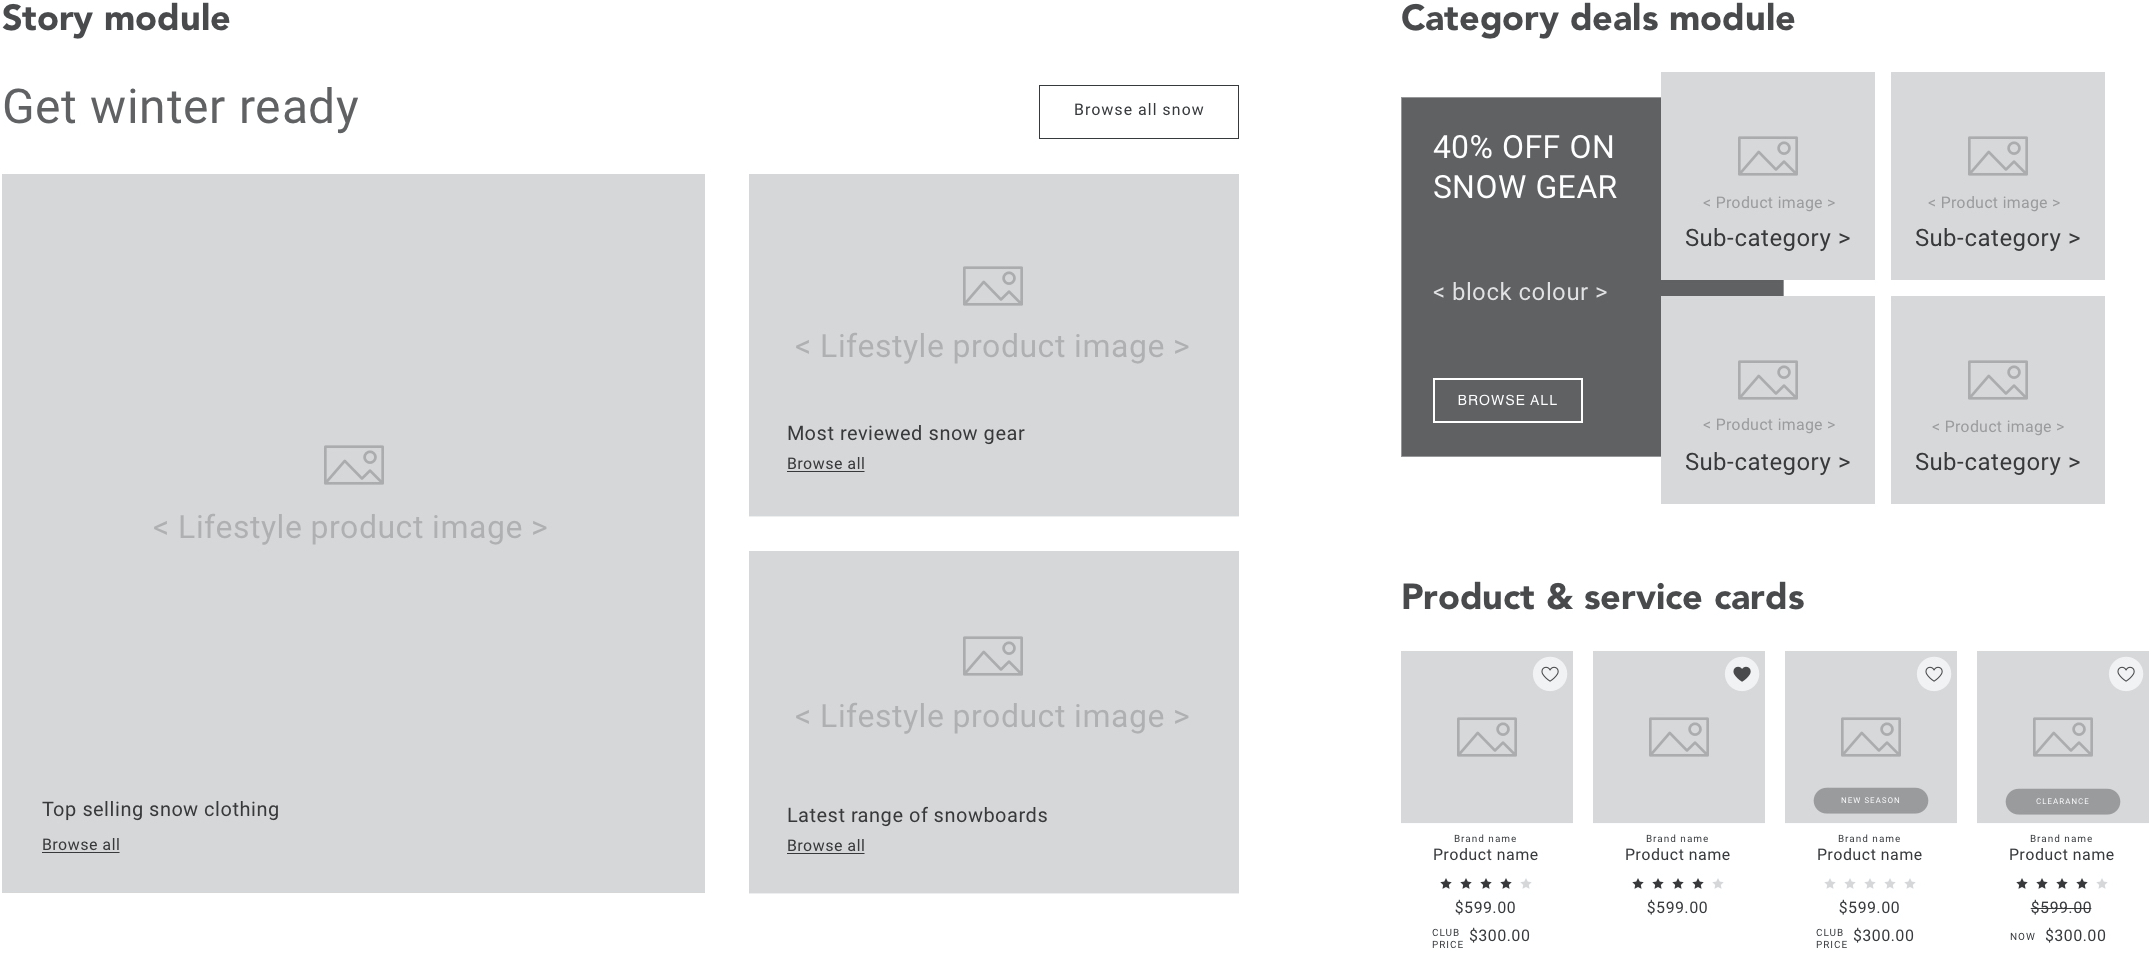 Story module
Get winter ready
Browse all snow
< Lifestyle product image >
Top selling snow clothing
Browse all
< Lifestyle product image >
Most reviewed snow gear
Browse all
< Lifestyle product image >
Latest range of snowboards
Browse all
Category deals module
40% OFF ON
SNOW GEAR
< block colour >
BROWSE ALL
< Product image >
Sub-category >
< Product image >
Sub-category >
< Product image >
Sub-category >
< Product image >
Sub-category >
Product & service cards
Brand name
Product name
$599.00
CLUB
PRICE
$300.00
Brand name
Product name
$599.00
NEW SEASON
Brand name
Product name
$599.00
CLUB
PRICE
$300.00
CLEARANCE
Brand name
Product name
$599.00
NOW $300.00